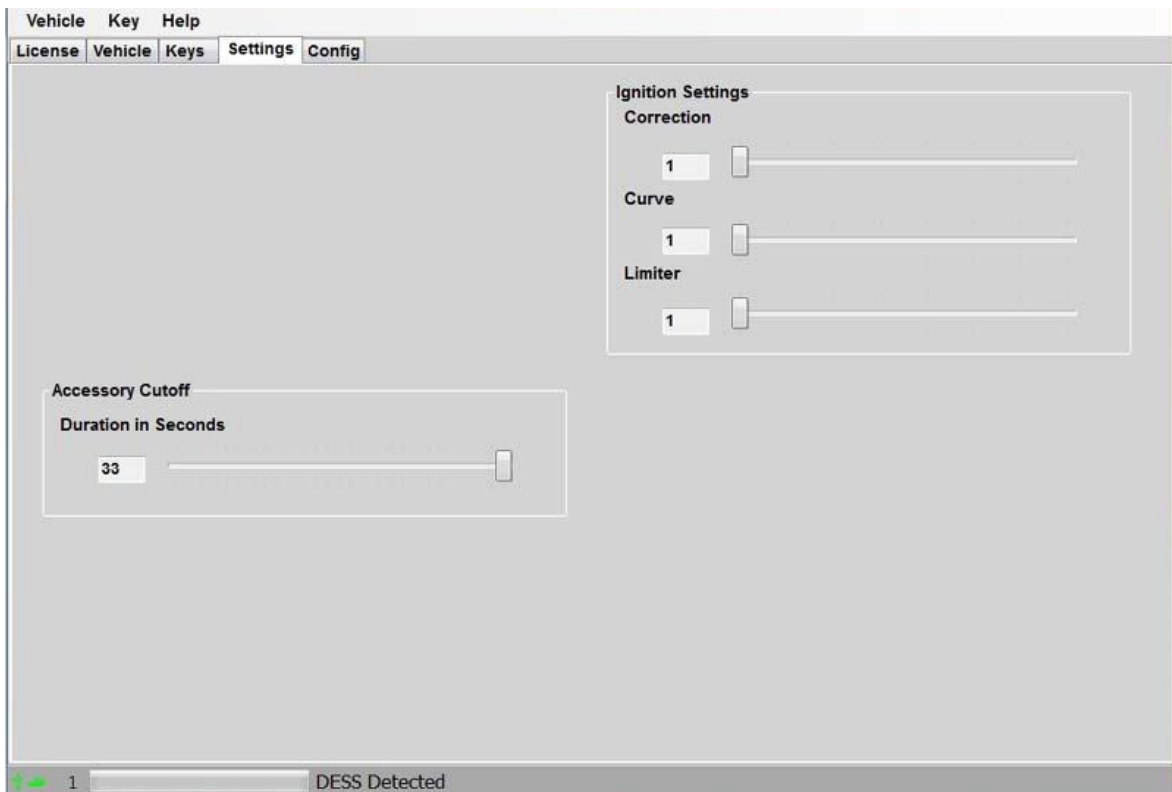 Vehicle Key Help
License Vehicle Keys Settings Config
Ignition Settings
Correction
1
Curve
1
Limiter
1
Accessory Cutoff
Duration in Seconds
33
1 DESS Detected